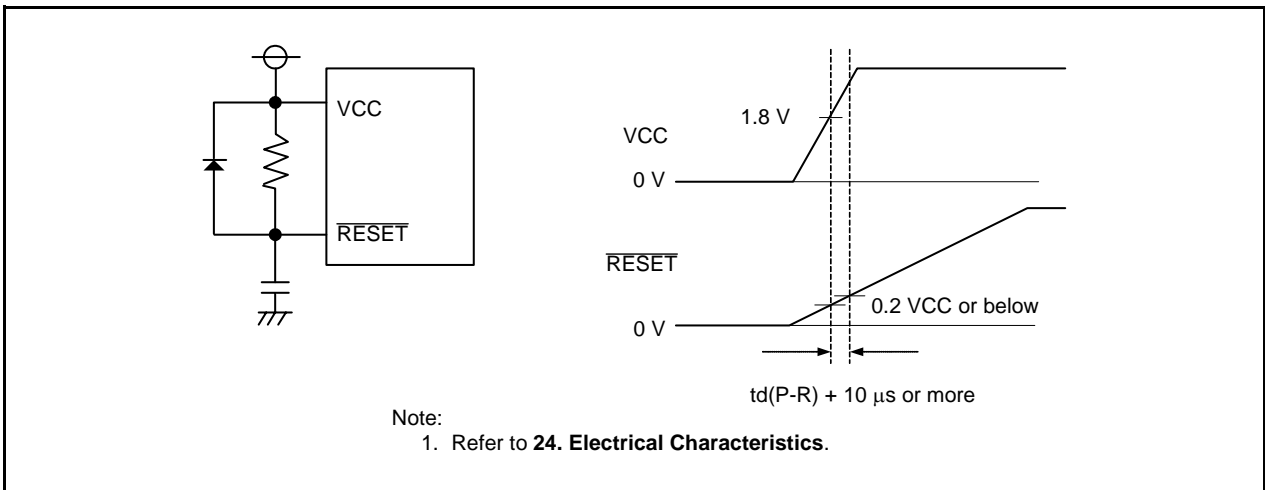 VCC
RESET
1.8 V
VCC
0 V
RESET
0.2 VCC or below
0 V
td(P-R) + 10 μs or more
Note:
1. Refer to 24. Electrical Characteristics.